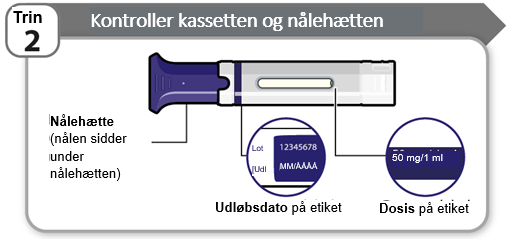 Trin
2
Kontroller kassetten og nålehætten
Nålehætte
(nålen sidder
under
nålehætten)
Lot
12345678
Udl
MM/ÅÅÅÅ
50 mg/1 ml
Udløbsdato på etiket
Dosis på etiket